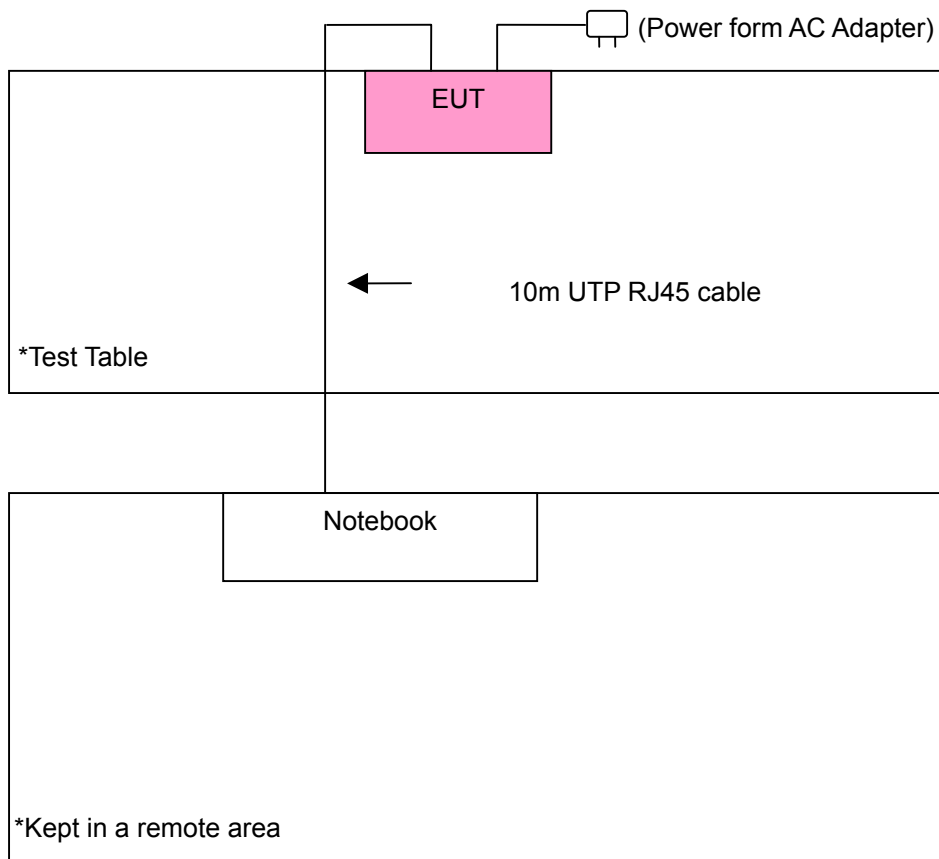 (Power form AC Adapter)
EUT
10m UTP RJ45 cable
*Test Table
Notebook
*Kept in a remote area